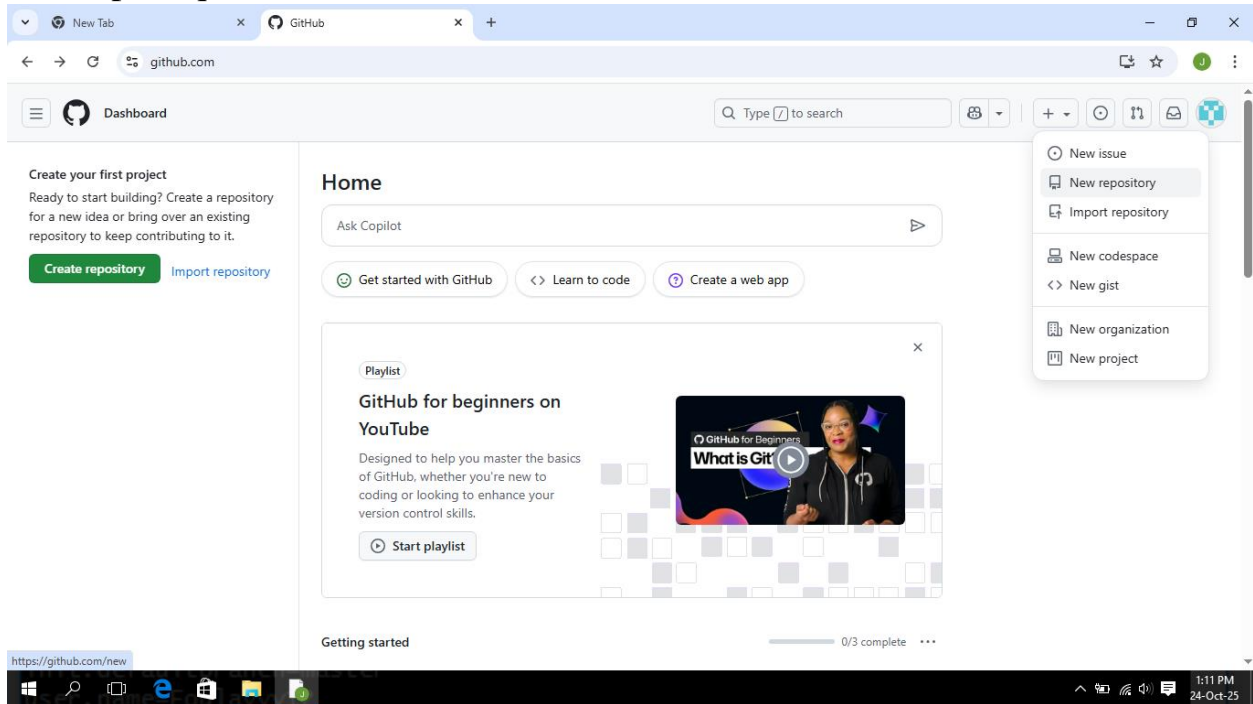 New Tab
GitHub
github.com
Dashboard
Type / to search
New issue
New repository
Import repository
New codespace
New gist
New organization
New project
Create your first project
Ready to start building? Create a repository
for a new idea or bring over an existing
repository to keep contributing to it.
Create repository Import repository
Home
Ask Copilot
Get started with GitHub
Learn to code
Create a web app
Playlist
GitHub for beginners on
YouTube
Designed to help you master the basics
of GitHub, whether you're new to
coding or looking to enhance your
version control skills.
Start playlist
GitHub for Beginners
What is Git?
Getting started
0/3 complete
https://github.com/new
1:11 PM
24-Oct-25